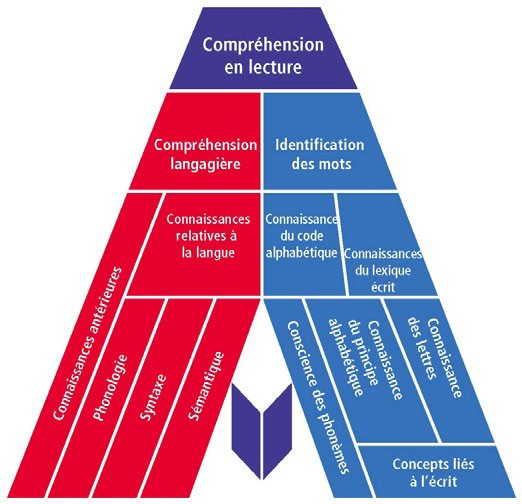 Compréhension
en lecture
Compréhension
langagière
Identification
des mots
Connaissances antérieures
Connaissances
relatives à
la langue
Connaissance
du code
alphabétique
Connaissances
du lexique
écrit
Phonologie
Syntaxe
Sémantique
Conscience des phonèmes
Connaissance
du principe
alphabétique
Connaissance
des lettres
Concepts liés
à l'écrit